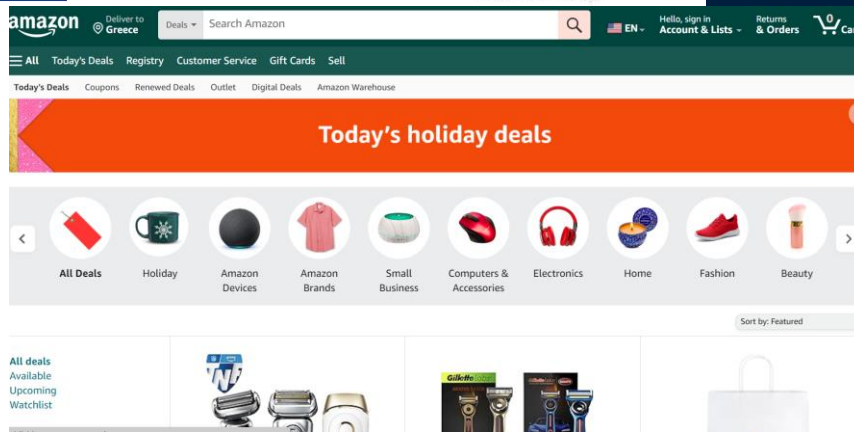 amazon
Deliver to
Greece
Deals
Search Amazon
EN
Hello, sign in
Account & Lists
Returns
& Orders
0
Car
All
Today's Deals
Registry
Customer Service
Gift Cards
Sell
Today's Deals
Coupons
Renewed Deals
Outlet
Digital Deals
Amazon Warehouse
Today's holiday deals
All Deals
Holiday
Amazon
Devices
Amazon
Brands
Small
Business
Computers &
Accessories
Electronics
Home
Fashion
Beauty
Sort by: Featured
All deals
Available
Upcoming
Watchlist
TNF
Gillette